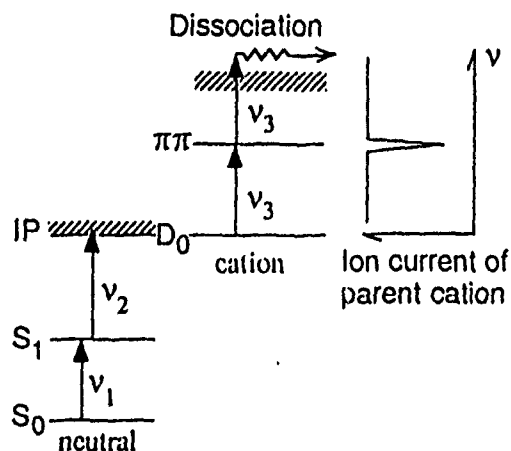 Dissociation
ν
ν₃
ππ
ν₃
IP
D₀
cation
Ion current of
parent cation
ν₂
S₁
ν₁
S₀
neutral